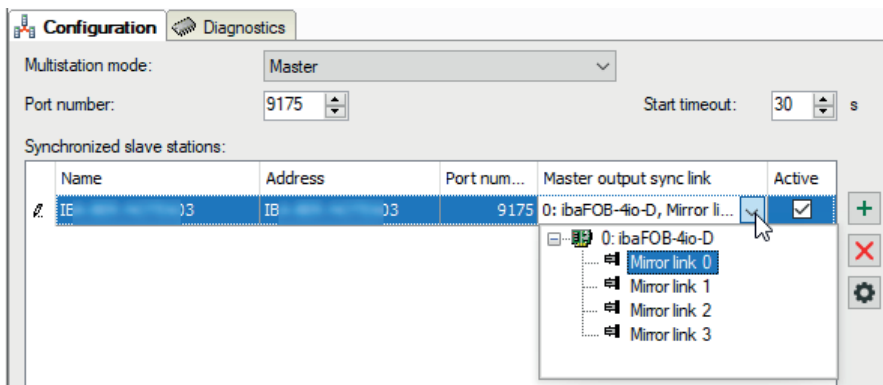 Configuration Diagnostics
Multistation mode: Master
Port number: 9175 Start timeout: 30 s
Synchronized slave stations:
Name Address Port num... Master output sync link Active
9175 0: ibaFOB-4io-D, Mirror li...
0: ibaFOB-4io-D
Mirror link 0
Mirror link 1
Mirror link 2
Mirror link 3